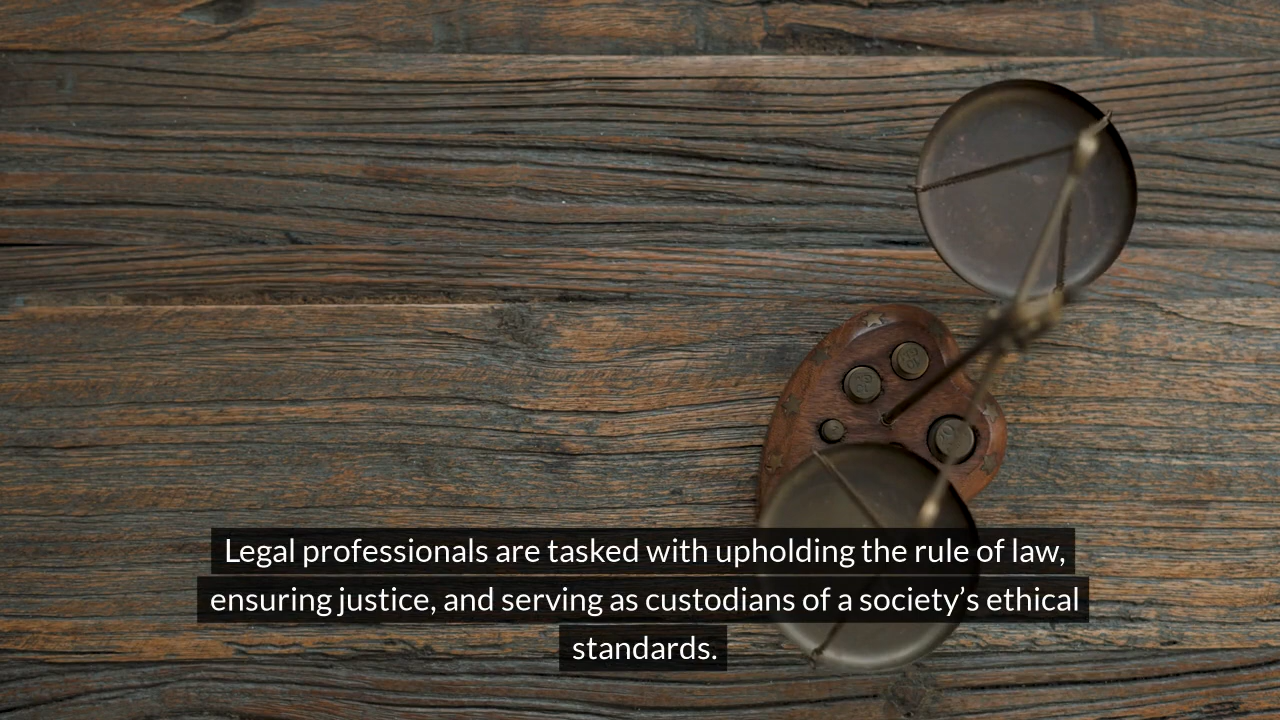 Legal professionals are tasked with upholding the rule of law,
ensuring justice, and serving as custodians of a society’s ethical
standards.